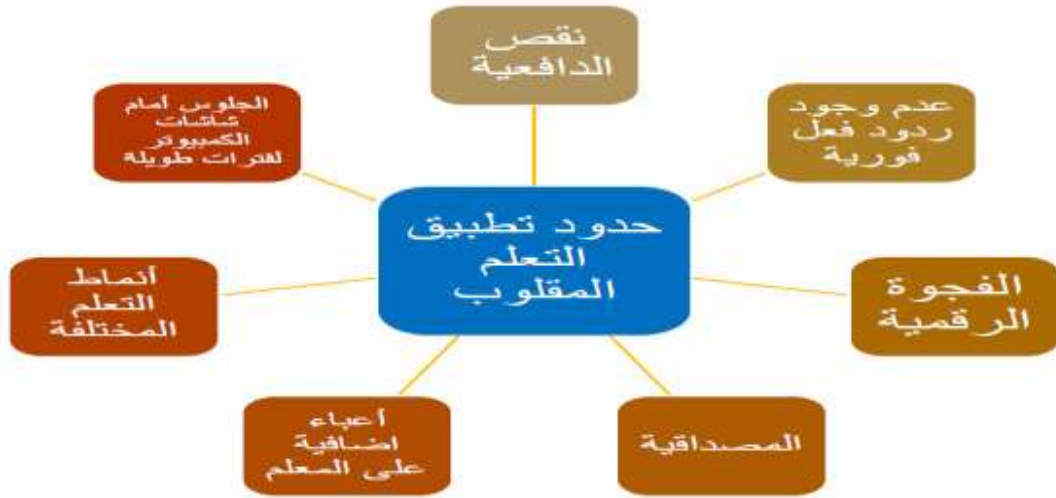 نقص
الدافعية
عدم وجود
ردود فعل
فورية
الفجوة
الرقمية
المصداقية
أعباء
اضافية
على المعلم
أنماط
التعلم
المختلفة
الجلوس أمام
شاشات
الكمبيوتر
لفترات طويلة
حدود تطبيق
التعلم
المقلوب